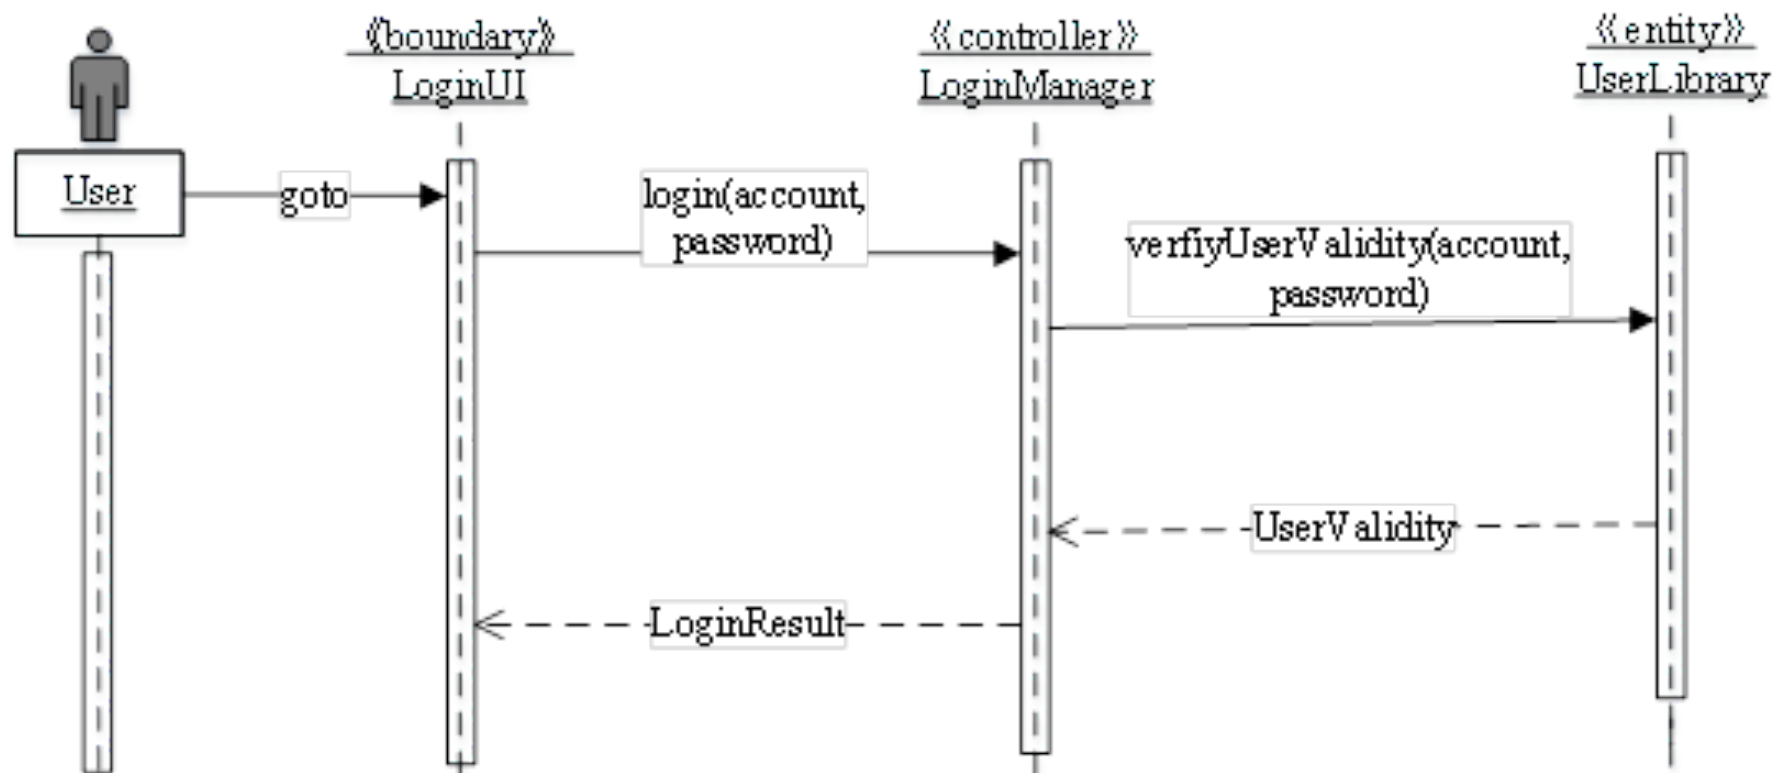 《boundary》
LoginUI
《controller》
LoginManager
《entity》
UserLibrary
User
goto
login(account,
password)
verfiyUserValidity(account,
password)
UserValidity
LoginResult